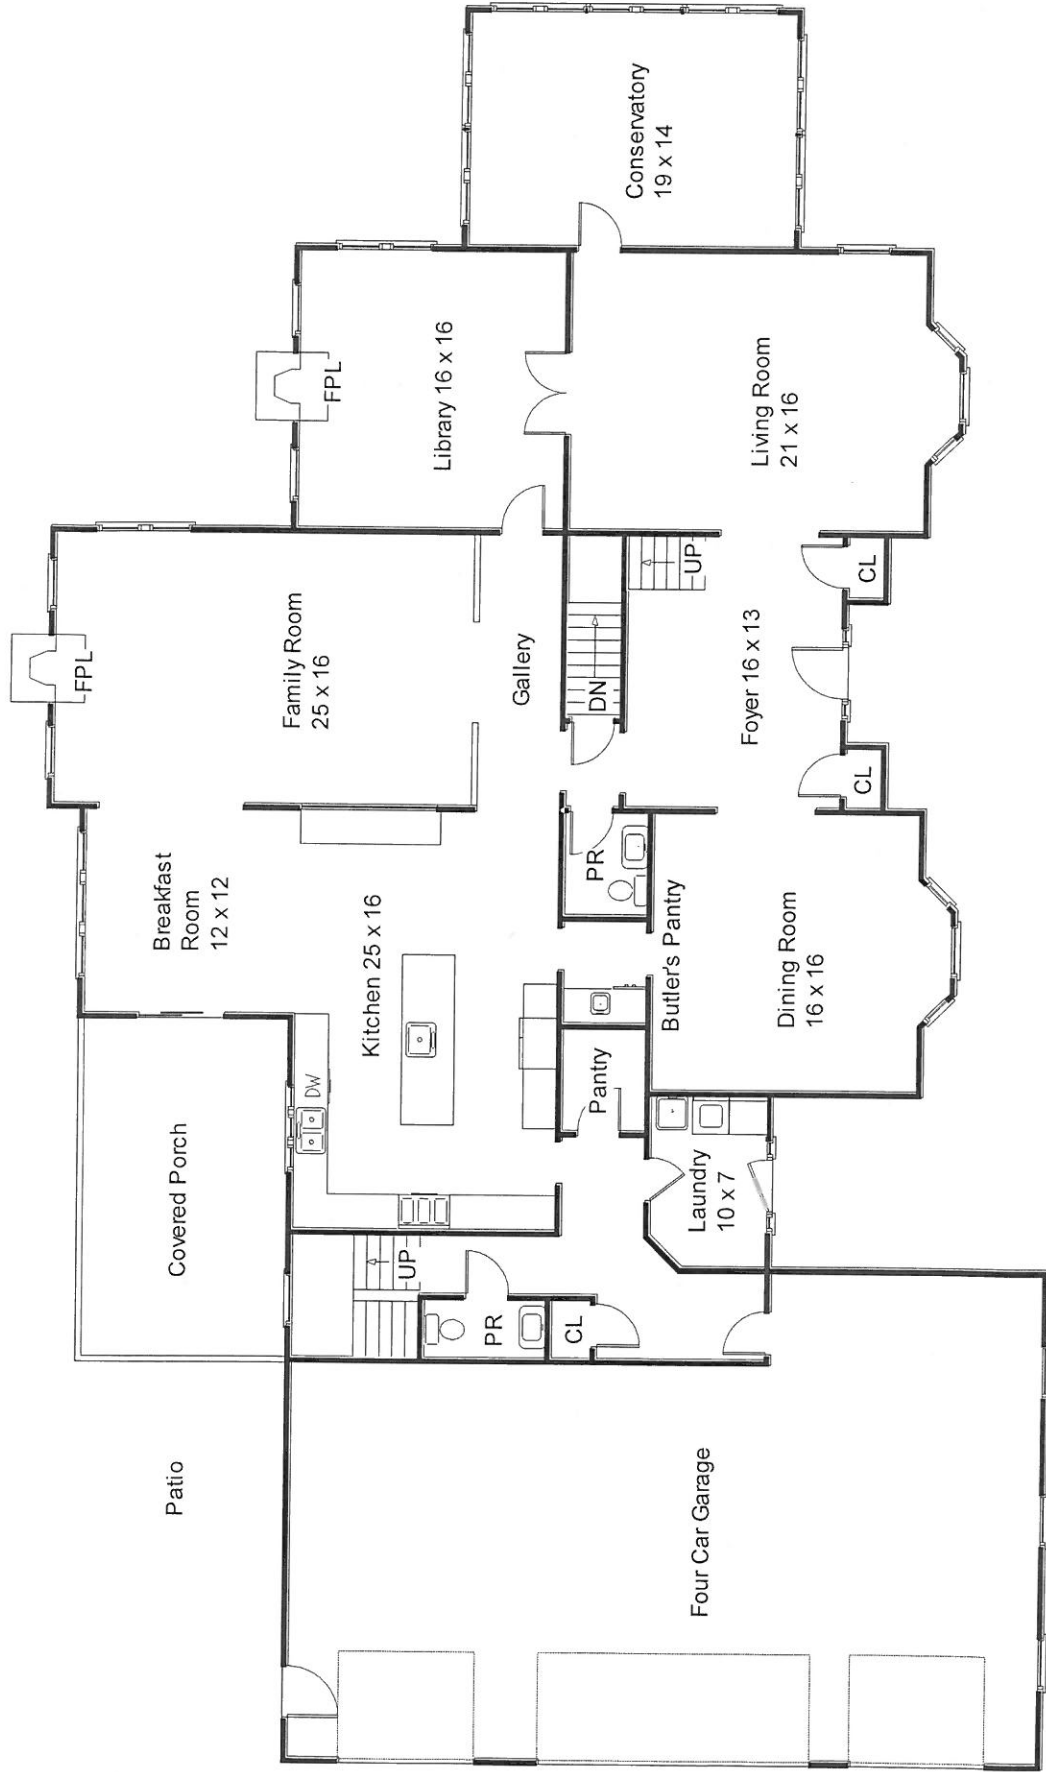 Patio
Covered Porch
Breakfast
Room
12 x 12
FPL
Family Room
25 x 16
FPL
Library 16 x 16
Conservatory
19 x 14
DW
Kitchen 25 x 16
Gallery
UP
PR
CL
Pantry
Butler's Pantry
PR
DN
UP
Laundry
10 x 7
Dining Room
16 x 16
Foyer 16 x 13
CL
CL
Living Room
21 x 16
Four Car Garage